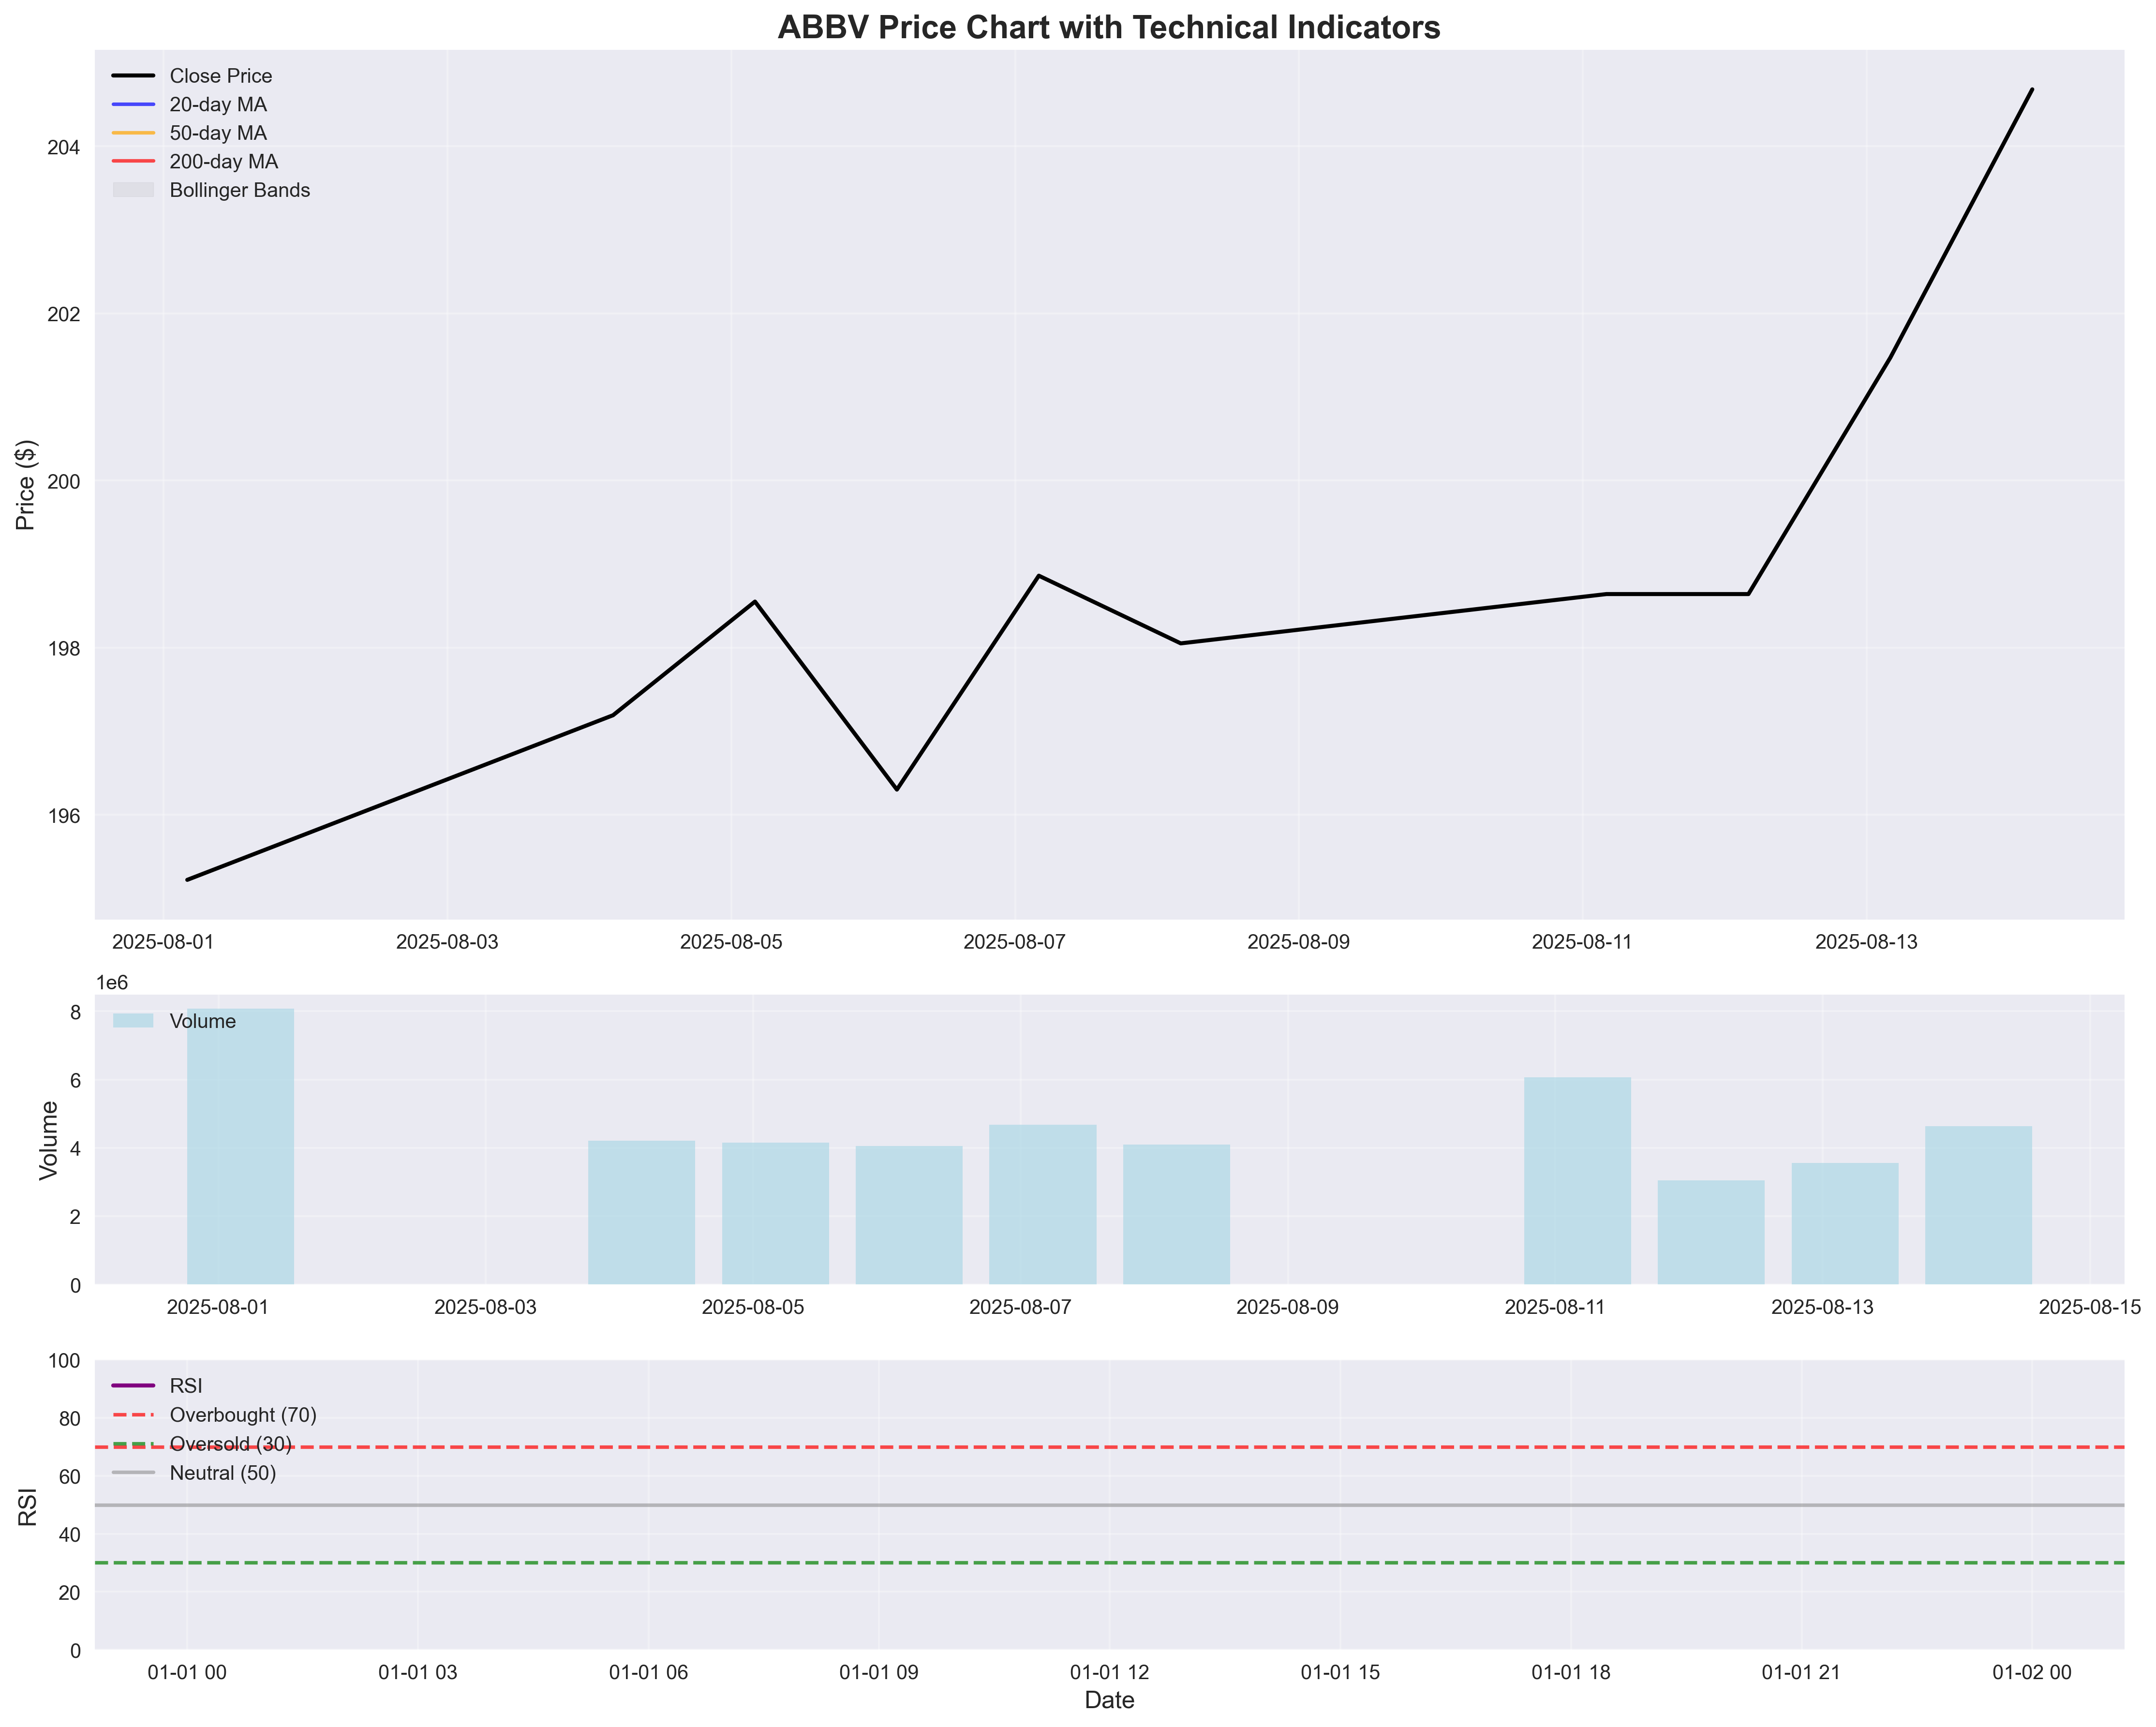 ABBV Price Chart with Technical Indicators
Close Price
20-day MA
50-day MA
200-day MA
Bollinger Bands
Price ($)
204
202
200
198
196
2025-08-01 2025-08-03 2025-08-05 2025-08-07 2025-08-09 2025-08-11 2025-08-13
1e6
Volume
Volume
8
6
4
2
0
2025-08-01 2025-08-03 2025-08-05 2025-08-07 2025-08-09 2025-08-11 2025-08-13 2025-08-15
RSI
Overbought (70)
Oversold (30)
Neutral (50)
RSI
100
80
60
40
20
0
01-01 00 01-01 03 01-01 06 01-01 09 01-01 12 01-01 15 01-01 18 01-01 21 01-02 00
Date